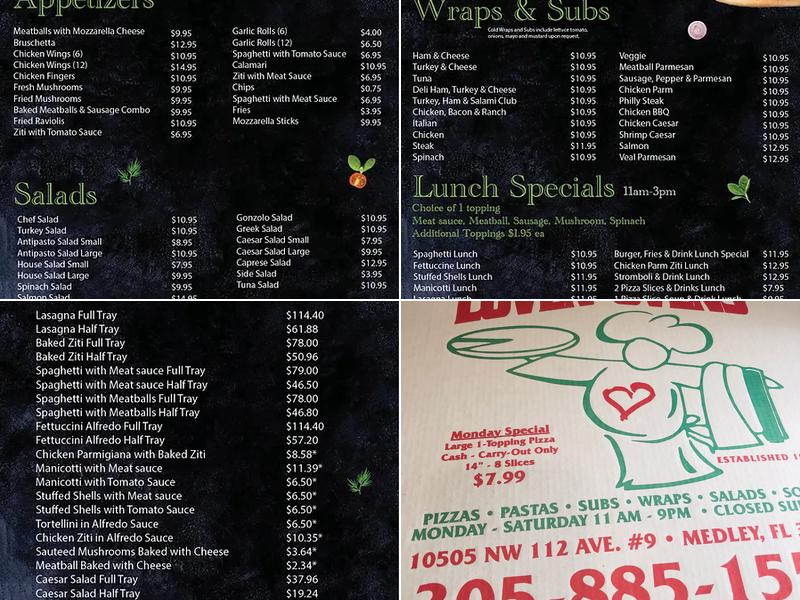 Appetizers
Meatballs with Mozzarella Cheese $9.95
Bruschetta $12.95
Chicken Wings (6) $9.95
Chicken Wings (12) $14.95
Chicken Fingers $10.95
Fresh Mushrooms $9.95
Fried Mushrooms $9.95
Baked Meatballs & Sausage Combo $9.95
Fried Raviolis $10.95
Ziti with Tomato Sauce $6.95
Garlic Rolls (6) $4.00
Garlic Rolls (12) $6.50
Spaghetti with Tomato Sauce $6.95
Calamari $10.95
Ziti with Meat Sauce $6.95
Chips $0.75
Spaghetti with Meat Sauce $6.95
Fries $3.95
Mozzarella Sticks $9.95
Salads
Chef Salad $10.95
Turkey Salad $10.95
Antipasto Salad Small $8.95
Antipasto Salad Large $10.95
House Salad Small $7.95
House Salad Large $9.95
Spinach Salad $9.95
Salmon Salad $14.95
Gonzolo Salad $10.95
Greek Salad $10.95
Caesar Salad Small $7.95
Caesar Salad Large $9.95
Caprese Salad $12.95
Side Salad $3.95
Tuna Salad $10.95
Wraps & Subs
Cold Wraps and Subs include lettuce tomato,
onions, mayo and mustard upon request.
Ham & Cheese $10.95
Turkey & Cheese $10.95
Tuna $10.95
Deli Ham, Turkey & Cheese $10.95
Turkey, Ham & Salami Club $10.95
Chicken, Bacon & Ranch $10.95
Italian $10.95
Chicken $10.95
Steak $11.95
Spinach $10.95
Veggie $10.95
Meatball Parmesan $10.95
Sausage, Pepper & Parmesan $10.95
Chicken Parm $10.95
Philly Steak $10.95
Chicken BBQ $10.95
Chicken Caesar $10.95
Shrimp Caesar $10.95
Salmon $12.95
Veal Parmesan $12.95
Lunch Specials 11am-3pm
Choice of 1 topping
Meat sauce, Meatball, Sausage, Mushroom, Spinach
Additional Toppings $1.95 ea
Spaghetti Lunch $10.95
Fettuccine Lunch $10.95
Stuffed Shells Lunch $11.95
Manicotti Lunch $11.95
Lasagna Lunch $11.95
Burger, Fries & Drink Lunch Special $11.95
Chicken Parm Ziti Lunch $12.95
Stromboli & Drink Lunch $12.95
2 Pizza Slices & Drinks Lunch $7.95
1 Pizza Slice, Soup & Drink Lunch $9.95
Lasagna Full Tray $114.40
Lasagna Half Tray $61.88
Baked Ziti Full Tray $78.00
Baked Ziti Half Tray $50.96
Spaghetti with Meat sauce Full Tray $79.00
Spaghetti with Meat sauce Half Tray $46.50
Spaghetti with Meatballs Full Tray $78.00
Spaghetti with Meatballs Half Tray $46.80
Fettuccini Alfredo Full Tray $114.40
Fettuccini Alfredo Half Tray $57.20
Chicken Parmigiana with Baked Ziti $8.58*
Manicotti with Meat sauce $11.39*
Manicotti with Tomato Sauce $6.50*
Stuffed Shells with Meat sauce $6.50*
Stuffed Shells with Tomato Sauce $6.50*
Tortellini in Alfredo Sauce $6.50*
Chicken Ziti in Alfredo Sauce $10.35*
Sauteed Mushrooms Baked with Cheese $3.64*
Meatball Baked with Cheese $2.34*
Caesar Salad Full Tray $37.96
Caesar Salad Half Tray $19.24
Monday Special
Large 1-Topping Pizza
Cash - Carry-Out Only
14" - 8 Slices
$7.99
ESTABLISHED
PIZZAS • PASTAS • SUBS • WRAPS • SALADS •
MONDAY - SATURDAY 11 AM - 9PM • CLOSED
10505 NW 112 AVE. #9 • MEDLEY, FL
305-885-155